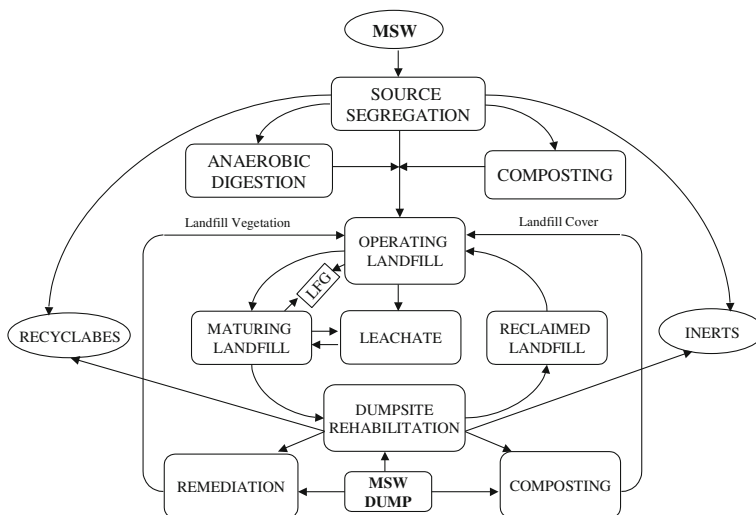 MSW
SOURCE
SEGREGATION
ANAEROBIC
DIGESTION
COMPOSTING
Landfill Vegetation
Landfill Cover
OPERATING
LANDFILL
LFG
RECYCLABES
MATURING
LANDFILL
LEACHATE
RECLAIMED
LANDFILL
INERTS
DUMPSITE
REHABILITATION
REMEDIATION
MSW
DUMP
COMPOSTING